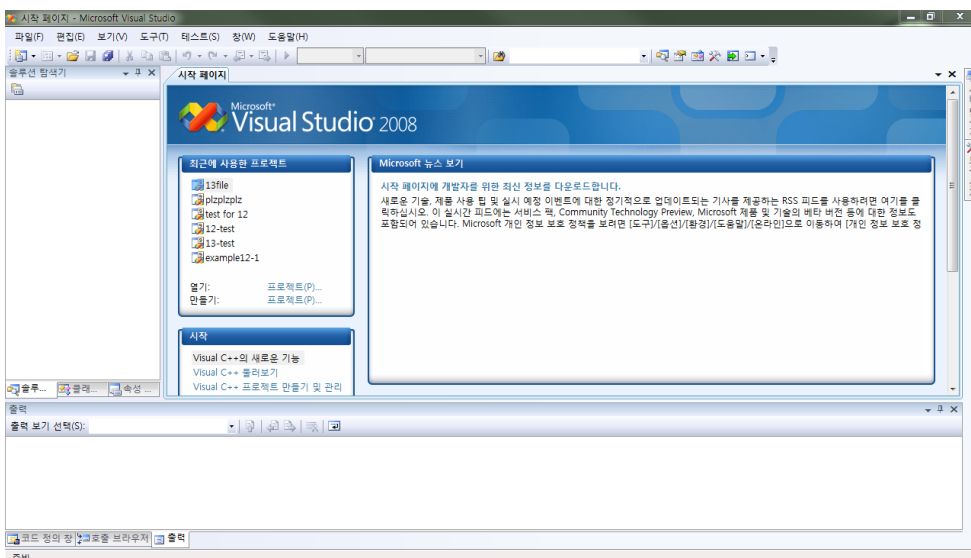 시작 페이지 - Microsoft Visual Studio
파일(F) 편집(E) 보기(V) 도구(T) 테스트(S) 창(W) 도움말(H)
솔루션 탐색기
시작 페이지
Microsoft
Visual Studio 2008
최근에 사용한 프로젝트
13file
plzplzplz
test for 12
12-test
13-test
example12-1
열기: 프로젝트(P)...
만들기: 프로젝트(P)...
시작
Visual C++의 새로운 기능
Visual C++ 둘러보기
Visual C++ 프로젝트 만들기 및 관리
Microsoft 뉴스 보기
시작 페이지에 개발자를 위한 최신 정보를 다운로드합니다.
새로운 기술, 제품 사용 팁 및 실시 예정 이벤트에 대한 정기적으로 업데이트되는 기사를 제공하는 RSS 피드를 사용하려면 여기를 클
릭하십시오. 이 실시간 피드에는 서비스 팩, Community Technology Preview, Microsoft 제품 및 기술의 베타 버전 등에 대한 정보도
포함되어 있습니다. Microsoft 개인 정보 보호 정책을 보려면 [도구]/[옵션]/[환경]/[도움말]/[온라인]으로 이동하여 [개인 정보 보호 정
솔루... 클래... 속성 ...
출력
출력 보기 선택(S):
코드 정의 창 호출 브라우저 출력
준비